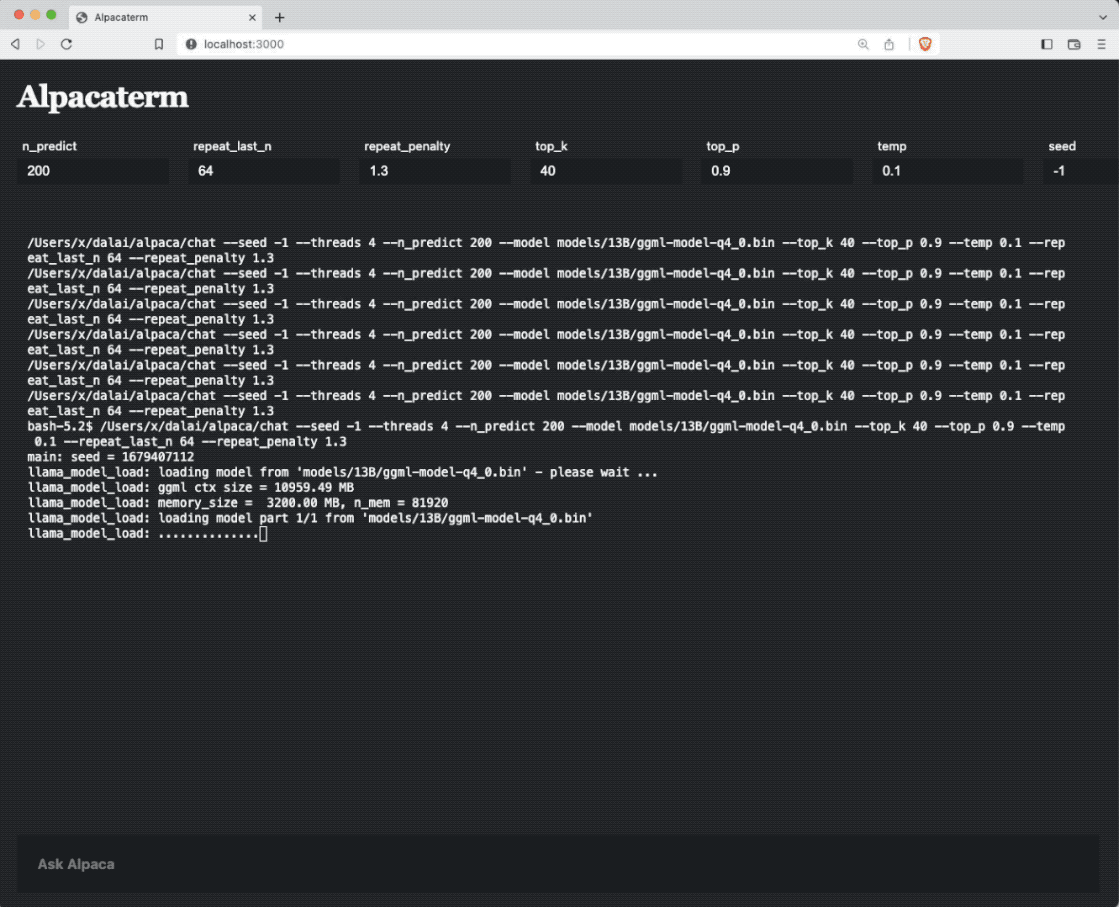 Alpacaterm
localhost:3000
Alpacaterm
n_predict repeat_last_n repeat_penalty top_k top_p temp seed
200 64 1.3 40 0.9 0.1 -1
/Users/x/dalai/alpaca/chat --seed -1 --threads 4 --n_predict 200 --model models/13B/ggml-model-q4_0.bin --top_k 40 --top_p 0.9 --temp 0.1 --rep
eat_last_n 64 --repeat_penalty 1.3
/Users/x/dalai/alpaca/chat --seed -1 --threads 4 --n_predict 200 --model models/13B/ggml-model-q4_0.bin --top_k 40 --top_p 0.9 --temp 0.1 --rep
eat_last_n 64 --repeat_penalty 1.3
/Users/x/dalai/alpaca/chat --seed -1 --threads 4 --n_predict 200 --model models/13B/ggml-model-q4_0.bin --top_k 40 --top_p 0.9 --temp 0.1 --rep
eat_last_n 64 --repeat_penalty 1.3
/Users/x/dalai/alpaca/chat --seed -1 --threads 4 --n_predict 200 --model models/13B/ggml-model-q4_0.bin --top_k 40 --top_p 0.9 --temp 0.1 --rep
eat_last_n 64 --repeat_penalty 1.3
/Users/x/dalai/alpaca/chat --seed -1 --threads 4 --n_predict 200 --model models/13B/ggml-model-q4_0.bin --top_k 40 --top_p 0.9 --temp 0.1 --rep
eat_last_n 64 --repeat_penalty 1.3
/Users/x/dalai/alpaca/chat --seed -1 --threads 4 --n_predict 200 --model models/13B/ggml-model-q4_0.bin --top_k 40 --top_p 0.9 --temp 0.1 --rep
eat_last_n 64 --repeat_penalty 1.3
bash-5.2$ /Users/x/dalai/alpaca/chat --seed -1 --threads 4 --n_predict 200 --model models/13B/ggml-model-q4_0.bin --top_k 40 --top_p 0.9 --temp
 0.1 --repeat_last_n 64 --repeat_penalty 1.3
main: seed = 1679407112
llama_model_load: loading model from 'models/13B/ggml-model-q4_0.bin' - please wait ...
llama_model_load: ggml ctx size = 10959.49 MB
llama_model_load: memory_size =  3200.00 MB, n_mem = 81920
llama_model_load: loading model part 1/1 from 'models/13B/ggml-model-q4_0.bin'
llama_model_load: ..............
Ask Alpaca